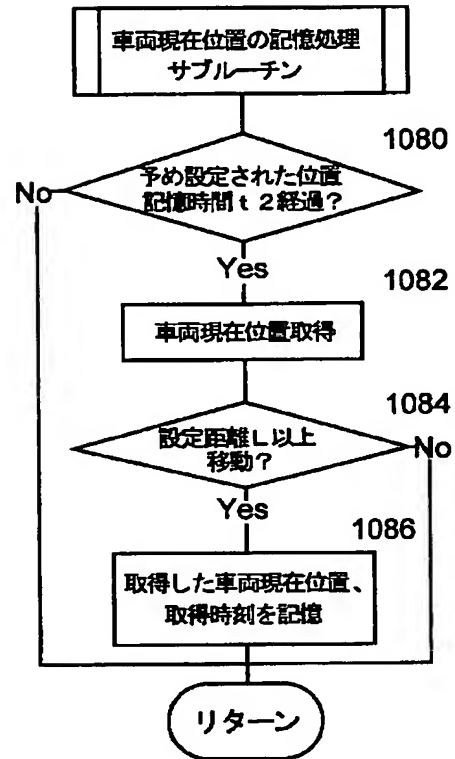 車両現在位置の記憶処理
サブルーチン
1080
予め設定された位置
記憶時間t2経過?
No
Yes
1082
車両現在位置取得
1084
設定距離L以上
移動?
No
Yes
1086
取得した車両現在位置、
取得時刻を記憶
リターン